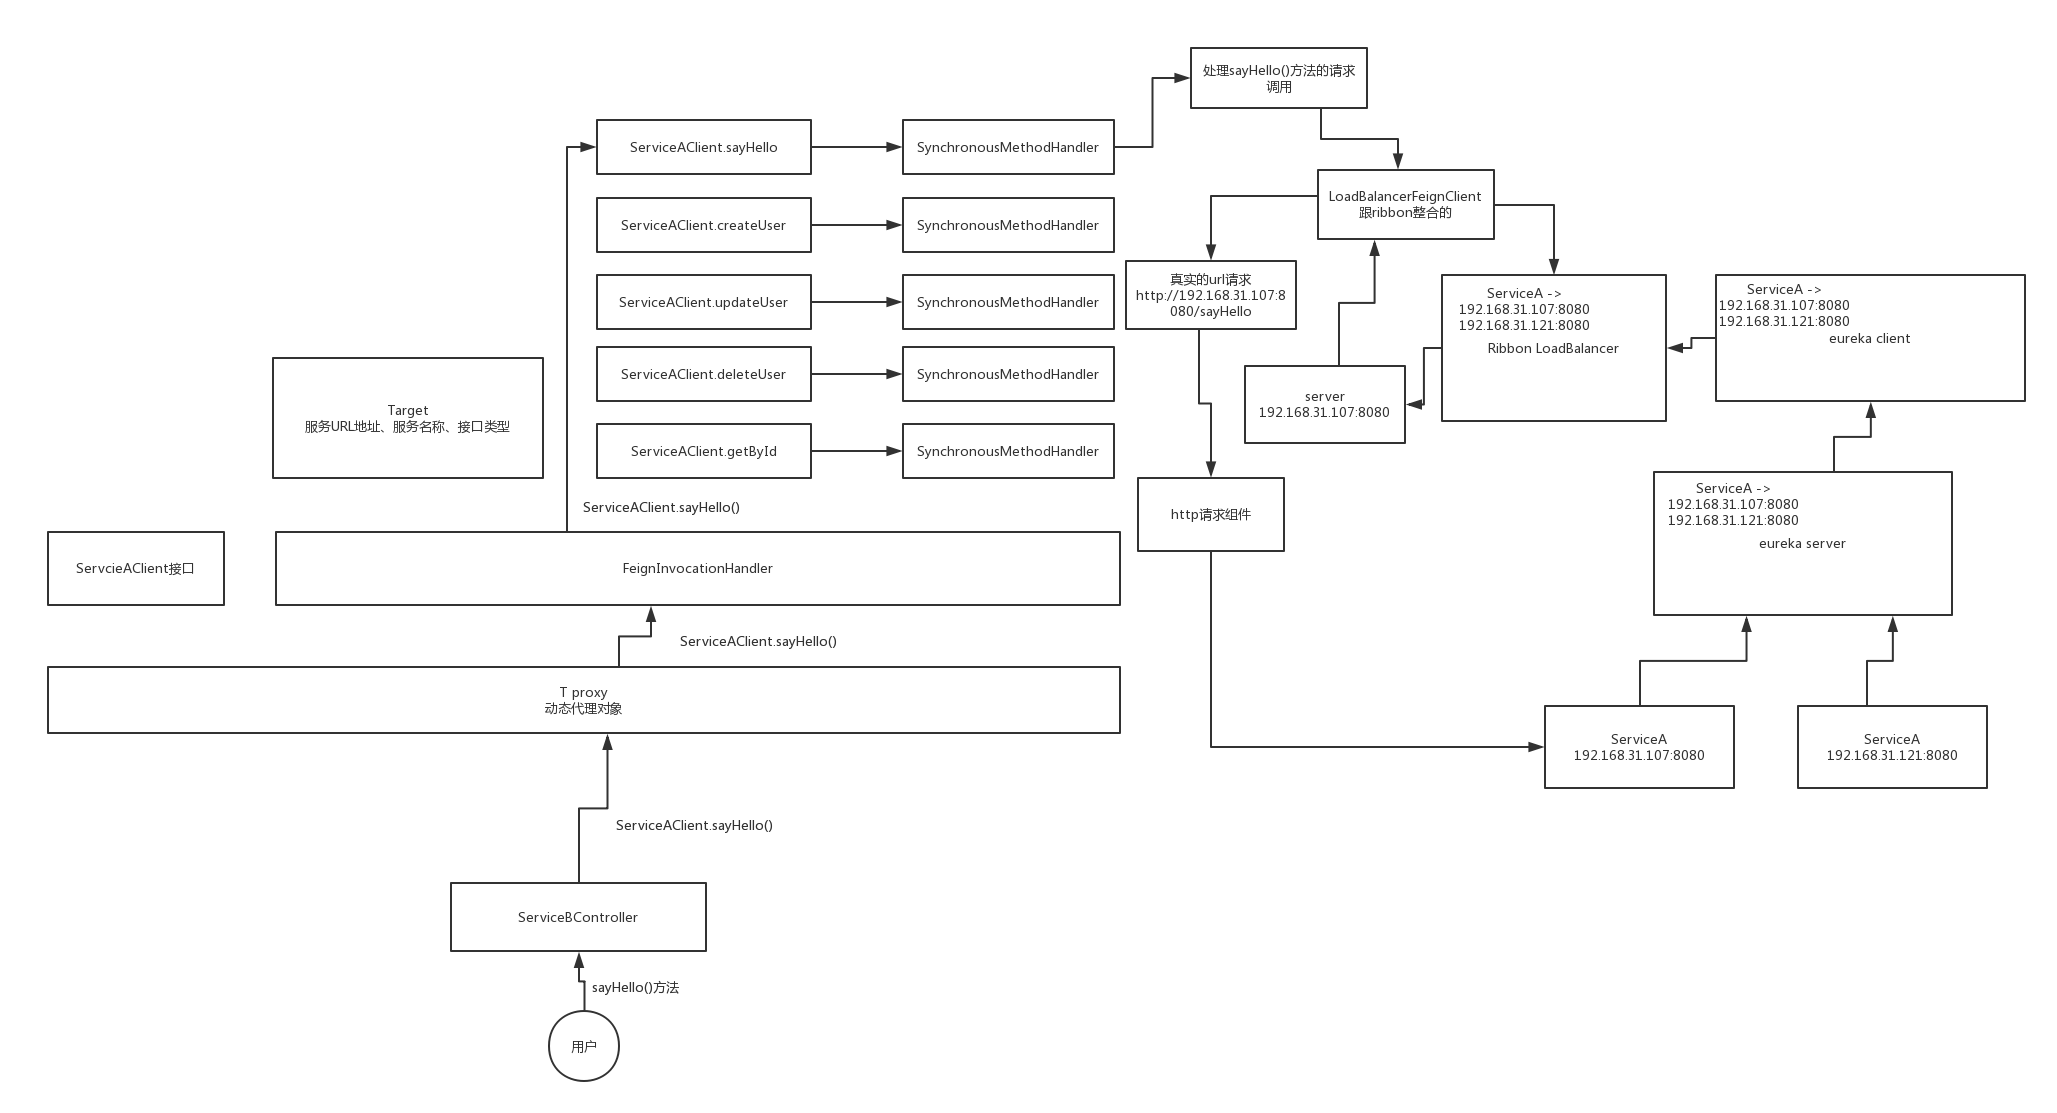 处理sayHello()方法的请求
调用
ServiceAClient.sayHello
SynchronousMethodHandler
LoadBalancerFeignClient
跟ribbon整合的
ServiceAClient.createUser
SynchronousMethodHandler
真实的url请求
http://192.168.31.107:8
080/sayHello
ServiceA ->
192.168.31.107:8080
192.168.31.121:8080
Ribbon LoadBalancer
ServiceA ->
192.168.31.107:8080
192.168.31.121:8080
eureka client
ServiceAClient.updateUser
SynchronousMethodHandler
ServiceAClient.deleteUser
SynchronousMethodHandler
server
192.168.31.107:8080
Target
服务URL地址、服务名称、接口类型
ServiceAClient.getById
SynchronousMethodHandler
ServiceAClient.sayHello()
http请求组件
ServiceA ->
192.168.31.107:8080
192.168.31.121:8080
eureka server
ServcieAClient接口
FeignInvocationHandler
ServiceAClient.sayHello()
T proxy
动态代理对象
ServiceA
192.168.31.107:8080
ServiceA
192.168.31.121:8080
ServiceAClient.sayHello()
ServiceBController
sayHello()方法
用户